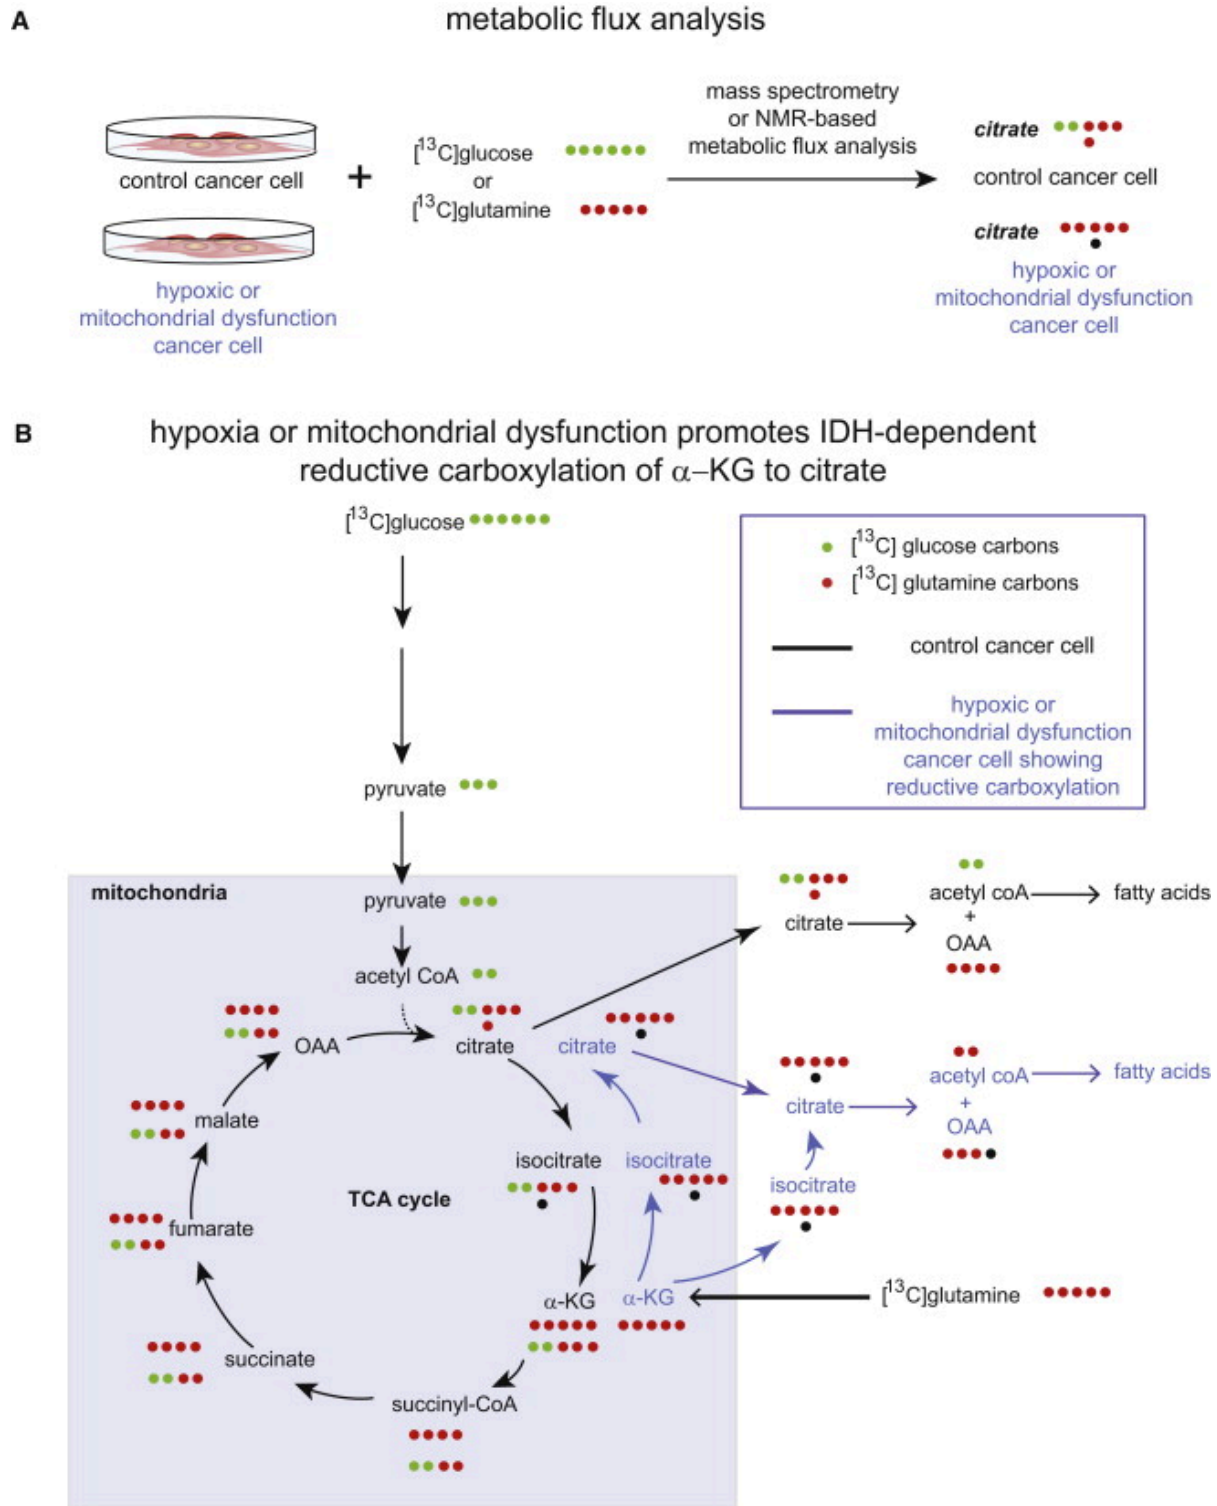 A
metabolic flux analysis
control cancer cell
hypoxic or
mitochondrial dysfunction
cancer cell
+
[¹³C]glucose
or
[¹³C]glutamine
mass spectrometry
or NMR-based
metabolic flux analysis
citrate
control cancer cell
citrate
hypoxic or
mitochondrial dysfunction
cancer cell
B
hypoxia or mitochondrial dysfunction promotes IDH-dependent
reductive carboxylation of α–KG to citrate
[¹³C]glucose
[¹³C] glucose carbons
[¹³C] glutamine carbons
control cancer cell
hypoxic or
mitochondrial dysfunction
cancer cell showing
reductive carboxylation
pyruvate
mitochondria
pyruvate
acetyl CoA
OAA
citrate
isocitrate
α-KG
succinyl-CoA
succinate
fumarate
malate
TCA cycle
citrate
isocitrate
α-KG
[¹³C]glutamine
citrate
acetyl coA
+
OAA
fatty acids
isocitrate
citrate
acetyl coA
+
OAA
fatty acids